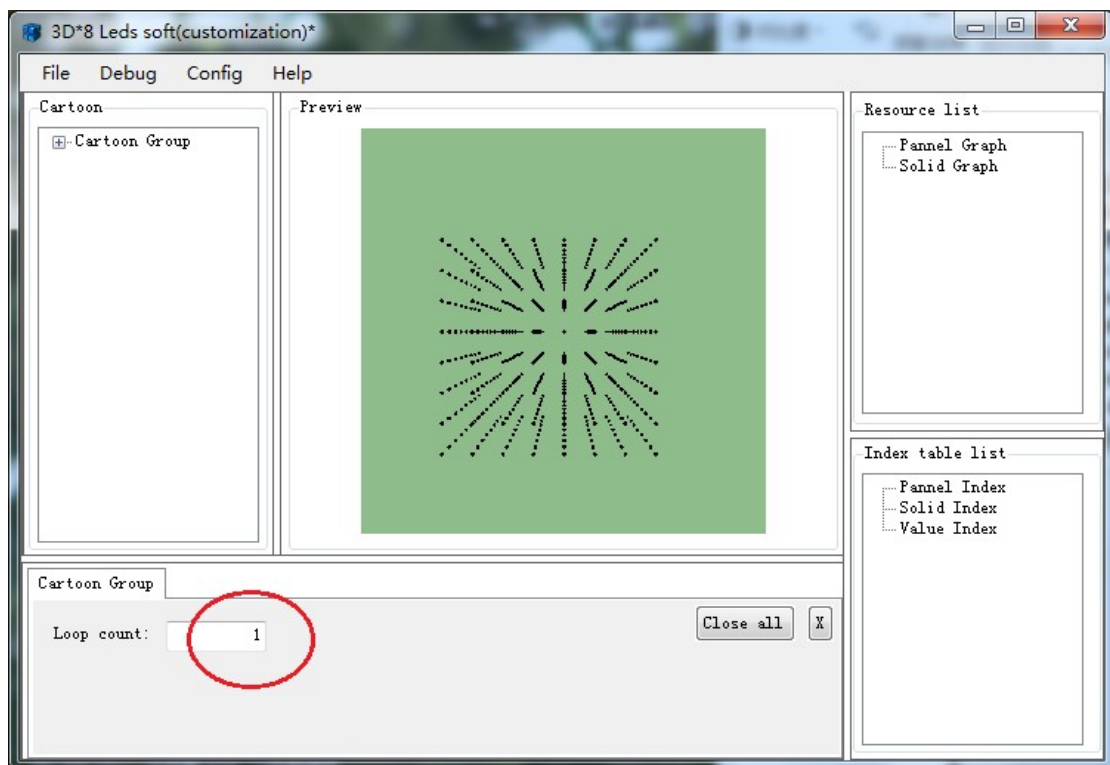 3D*8 Leds soft(customization)*
File Debug Config Help
Cartoon
Cartoon Group
Preview
Resource list
Pannel Graph
Solid Graph
Index table list
Pannel Index
Solid Index
Value Index
Cartoon Group
Loop count: 1
Close all X